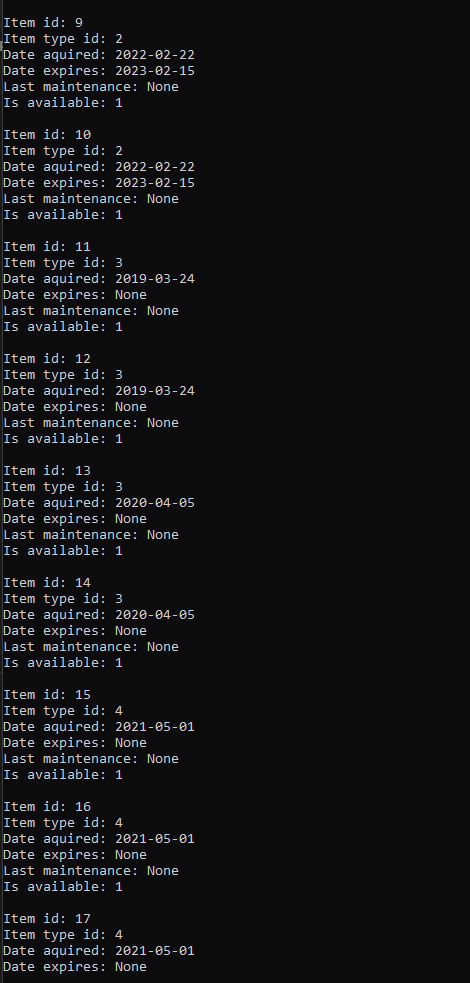 Item id: 9
Item type id: 2
Date aquired: 2022-02-22
Date expires: 2023-02-15
Last maintenance: None
Is available: 1
Item id: 10
Item type id: 2
Date aquired: 2022-02-22
Date expires: 2023-02-15
Last maintenance: None
Is available: 1
Item id: 11
Item type id: 3
Date aquired: 2019-03-24
Date expires: None
Last maintenance: None
Is available: 1
Item id: 12
Item type id: 3
Date aquired: 2019-03-24
Date expires: None
Last maintenance: None
Is available: 1
Item id: 13
Item type id: 3
Date aquired: 2020-04-05
Date expires: None
Last maintenance: None
Is available: 1
Item id: 14
Item type id: 3
Date aquired: 2020-04-05
Date expires: None
Last maintenance: None
Is available: 1
Item id: 15
Item type id: 4
Date aquired: 2021-05-01
Date expires: None
Last maintenance: None
Is available: 1
Item id: 16
Item type id: 4
Date aquired: 2021-05-01
Date expires: None
Last maintenance: None
Is available: 1
Item id: 17
Item type id: 4
Date aquired: 2021-05-01
Date expires: None